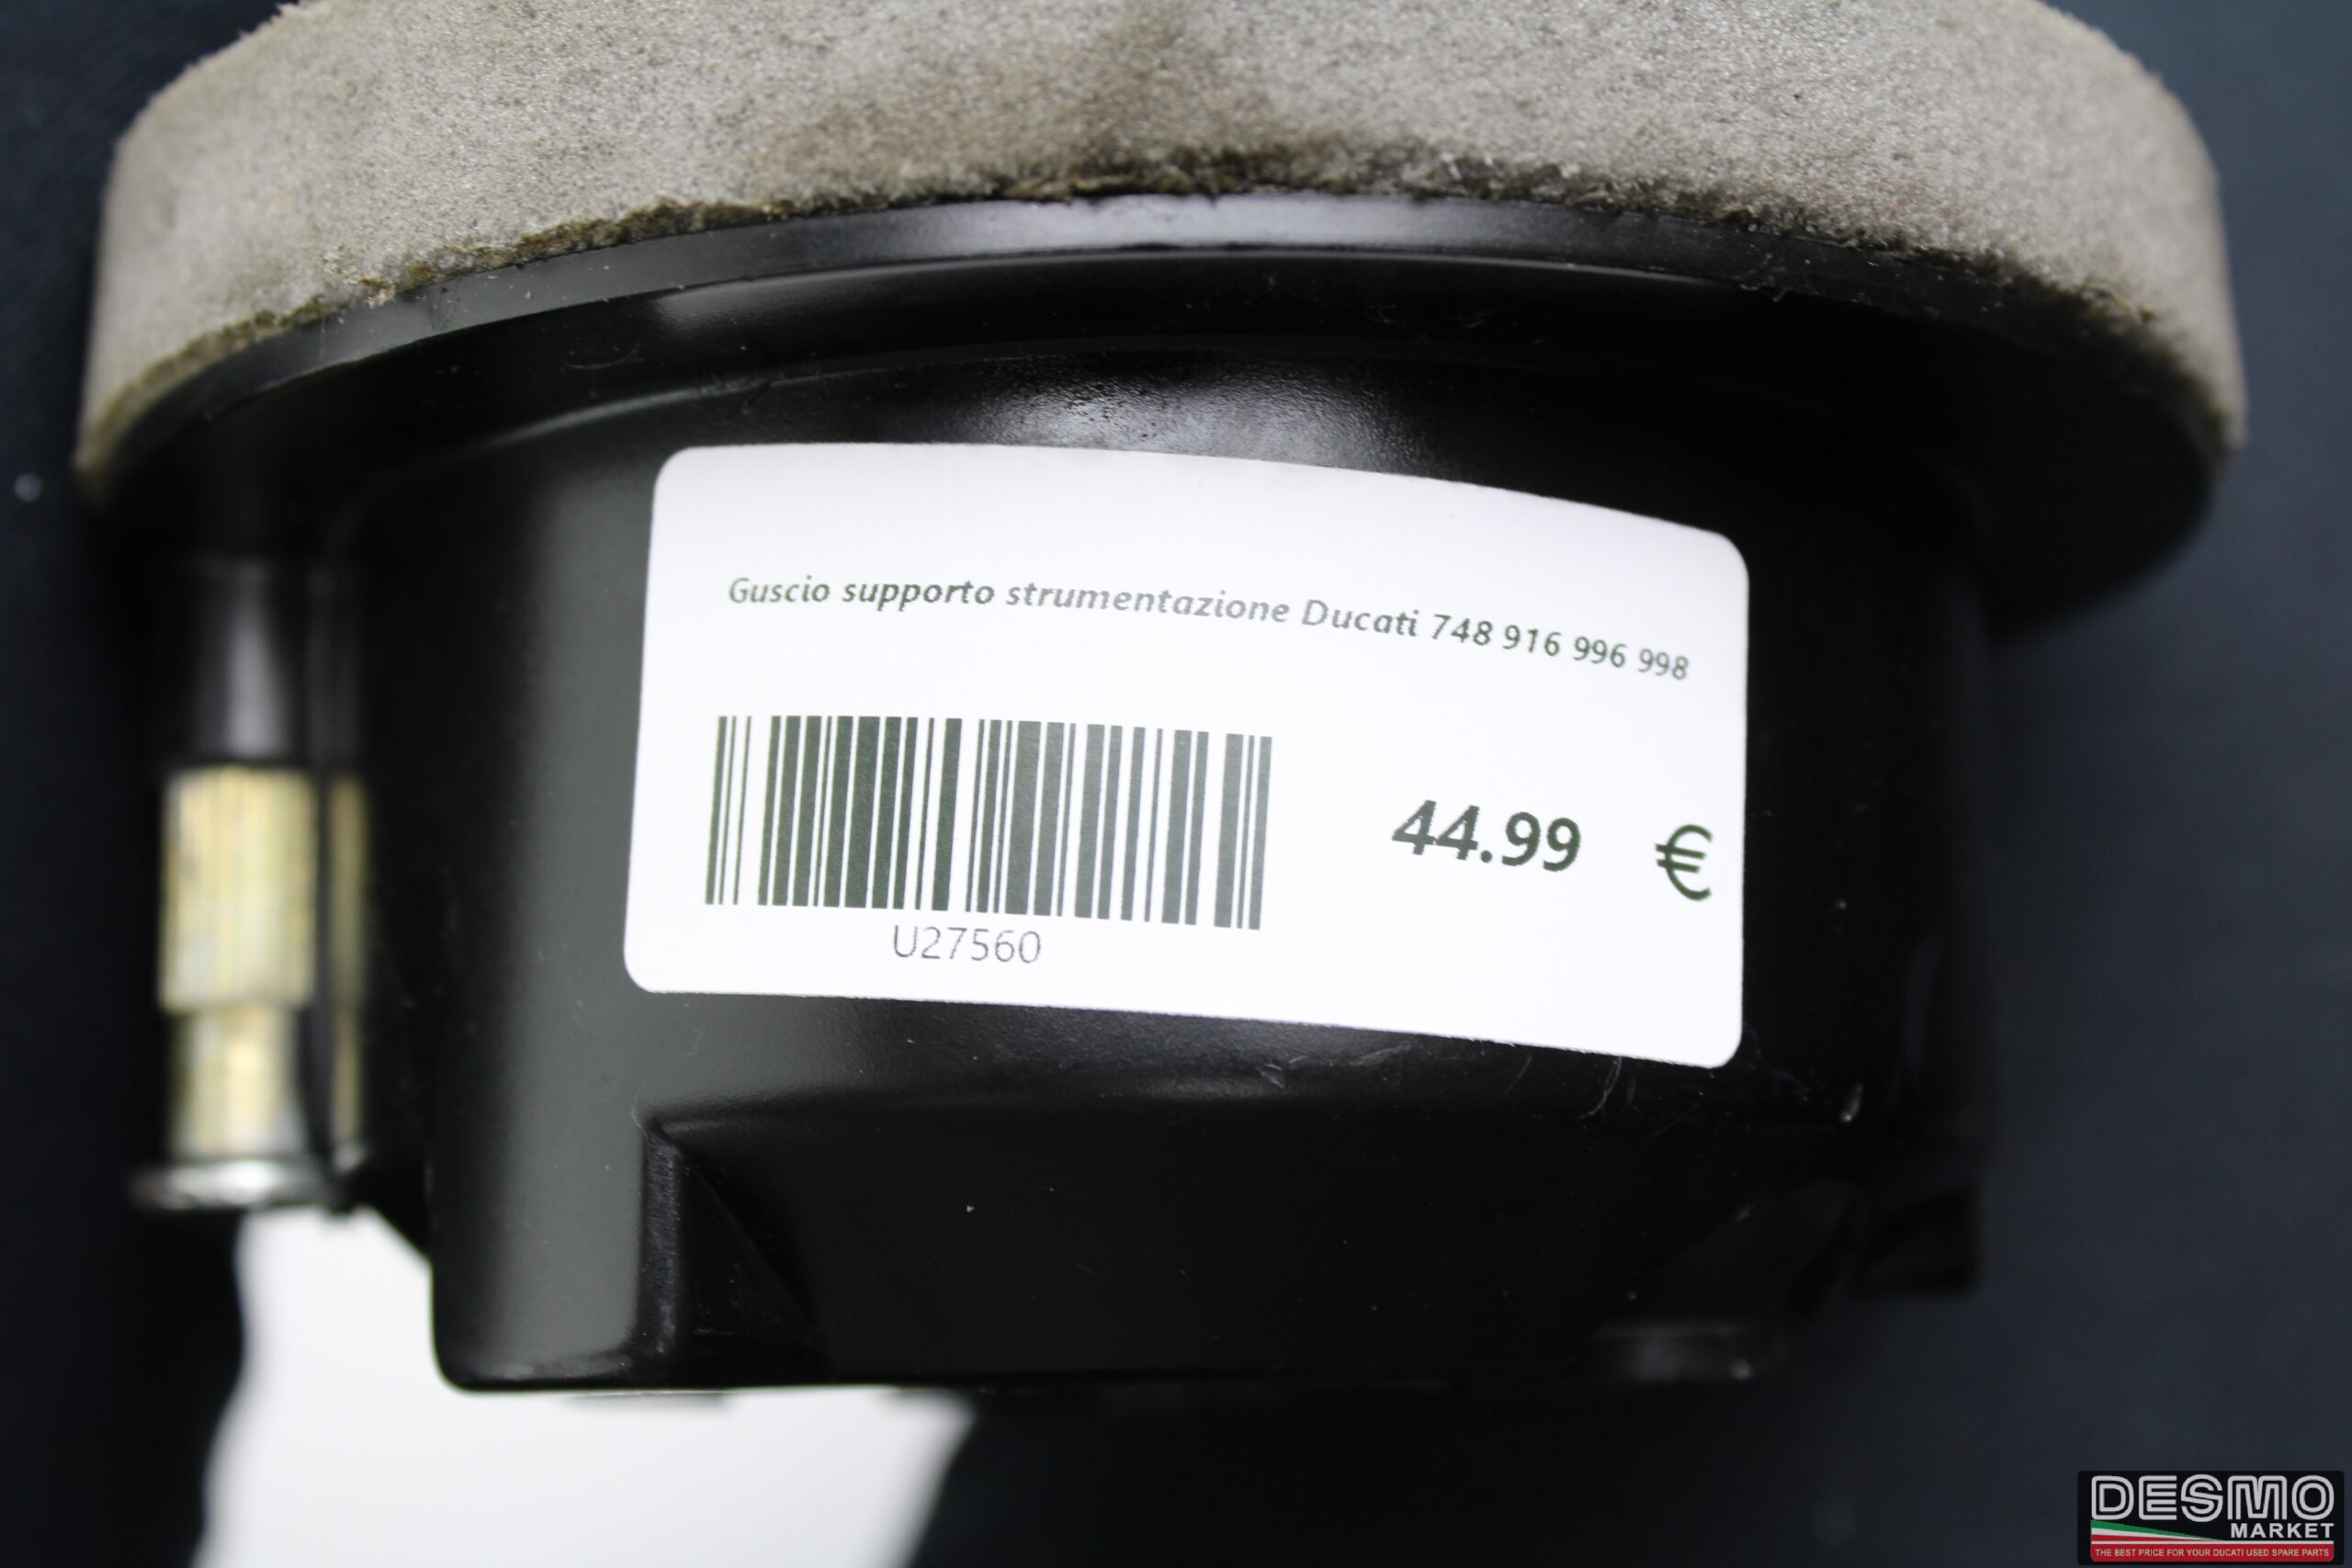 Guscio supporto strumentazione Ducati 748 916 996 998
44.99 €
U27560
DESMO
MARKET
THE BEST PRICE FOR YOUR DUCATI USED SPARE PARTS